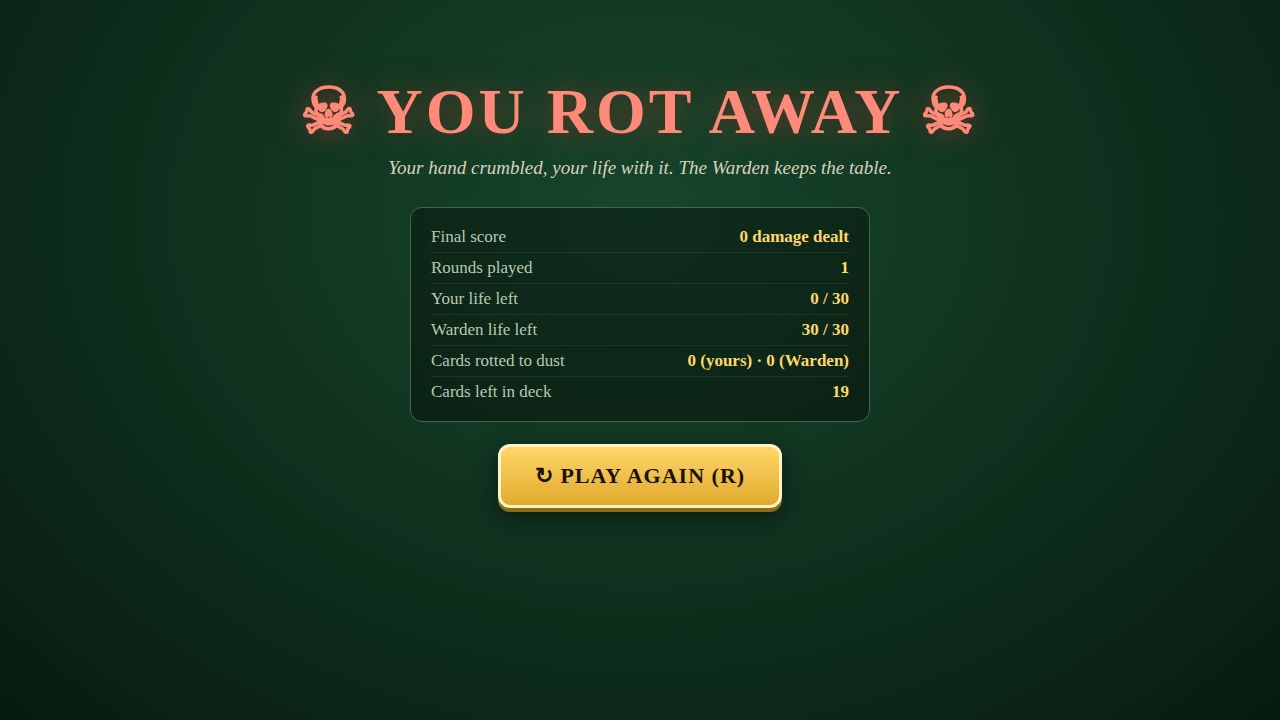 ☠ YOU ROT AWAY ☠
Your hand crumbled, your life with it. The Warden keeps the table.
Final score 0 damage dealt
Rounds played 1
Your life left 0 / 30
Warden life left 30 / 30
Cards rotted to dust 0 (yours) · 0 (Warden)
Cards left in deck 19
↻ PLAY AGAIN (R)